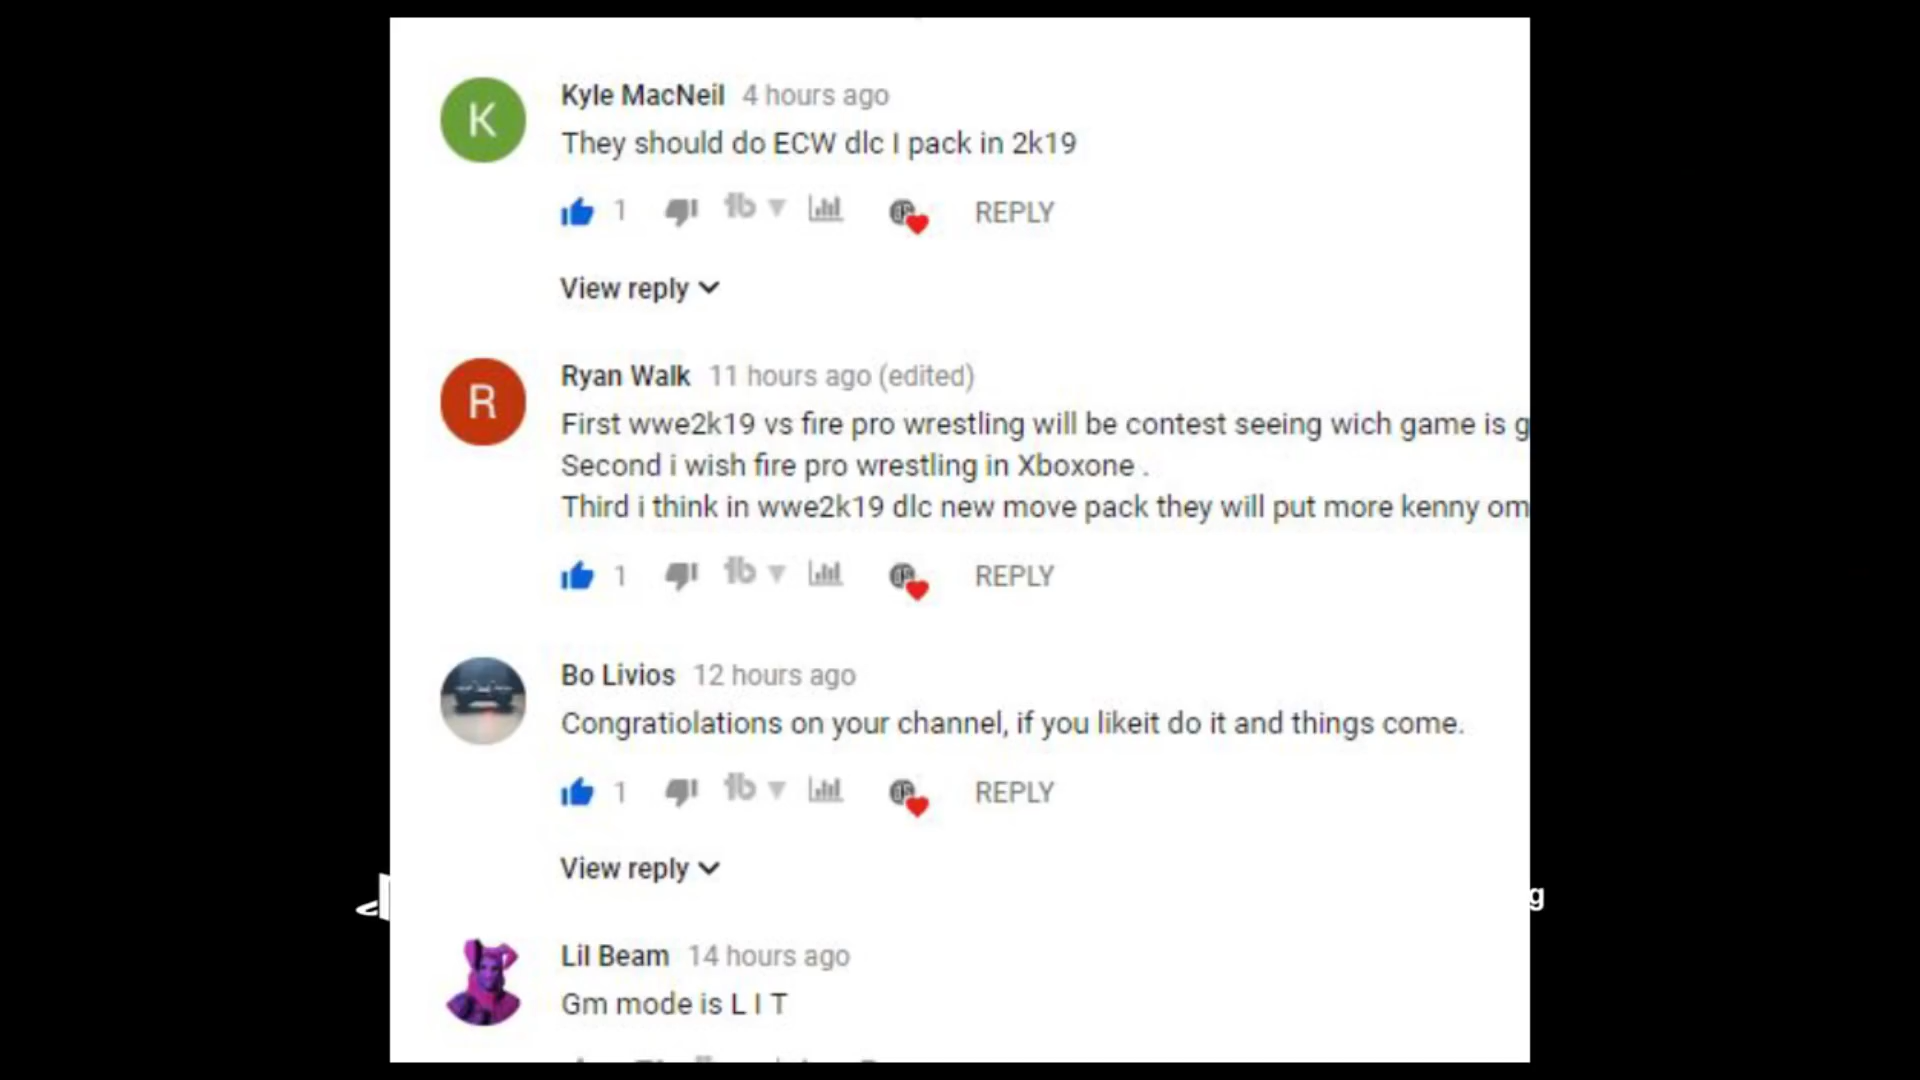 K
Kyle MacNeil 4 hours ago
They should do ECW dlc I pack in 2k19
1 tb REPLY
View reply
R
Ryan Walk 11 hours ago (edited)
First wwe2k19 vs fire pro wrestling will be contest seeing wich game is g
Second i wish fire pro wrestling in Xboxone .
Third i think in wwe2k19 dlc new move pack they will put more kenny om
1 tb REPLY
Bo Livios 12 hours ago
Congratiolations on your channel, if you likeit do it and things come.
1 tb REPLY
View reply
g
Lil Beam 14 hours ago
Gm mode is L I T